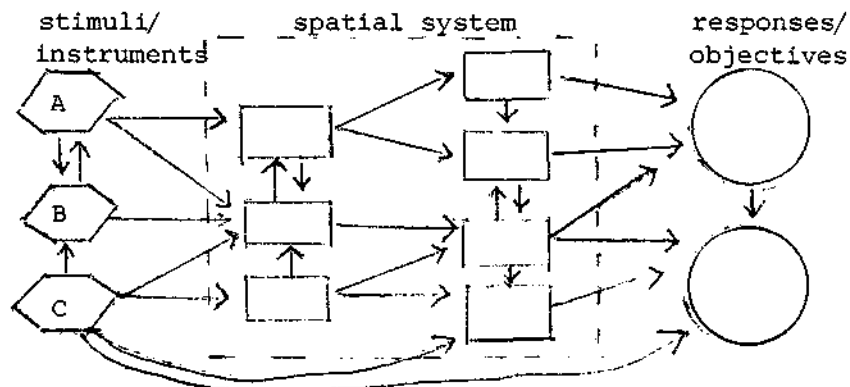 stimuli/
instruments
spatial system
responses/
objectives
A
B
C